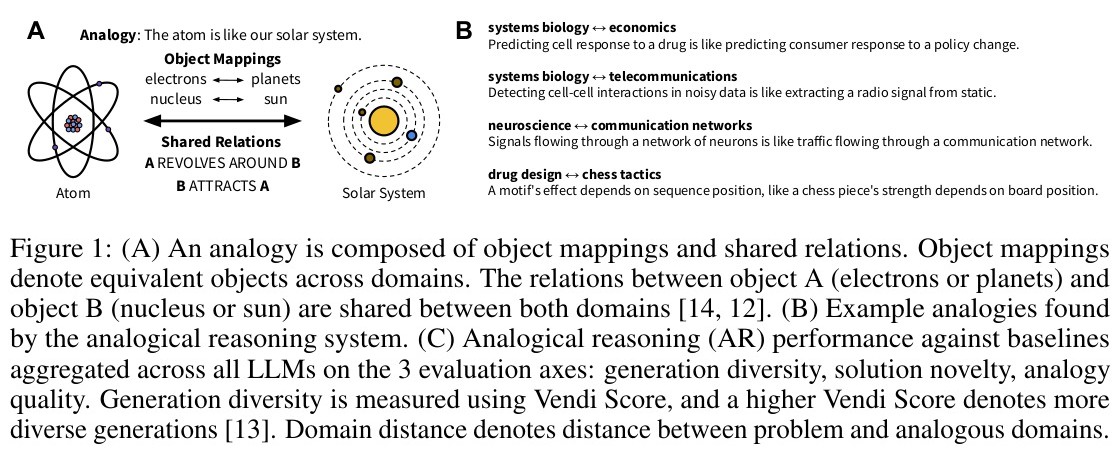 A
Analogy: The atom is like our solar system.
Object Mappings
electrons ↔ planets
nucleus ↔ sun
Shared Relations
A REVOLVES AROUND B
B ATTRACTS A
Atom
Solar System
B
systems biology ↔ economics
Predicting cell response to a drug is like predicting consumer response to a policy change.
systems biology ↔ telecommunications
Detecting cell-cell interactions in noisy data is like extracting a radio signal from static.
neuroscience ↔ communication networks
Signals flowing through a network of neurons is like traffic flowing through a communication network.
drug design ↔ chess tactics
A motif's effect depends on sequence position, like a chess piece's strength depends on board position.
Figure 1: (A) An analogy is composed of object mappings and shared relations. Object mappings
denote equivalent objects across domains. The relations between object A (electrons or planets) and
object B (nucleus or sun) are shared between both domains [14, 12]. (B) Example analogies found
by the analogical reasoning system. (C) Analogical reasoning (AR) performance against baselines
aggregated across all LLMs on the 3 evaluation axes: generation diversity, solution novelty, analogy
quality. Generation diversity is measured using Vendi Score, and a higher Vendi Score denotes more
diverse generations [13]. Domain distance denotes distance between problem and analogous domains.